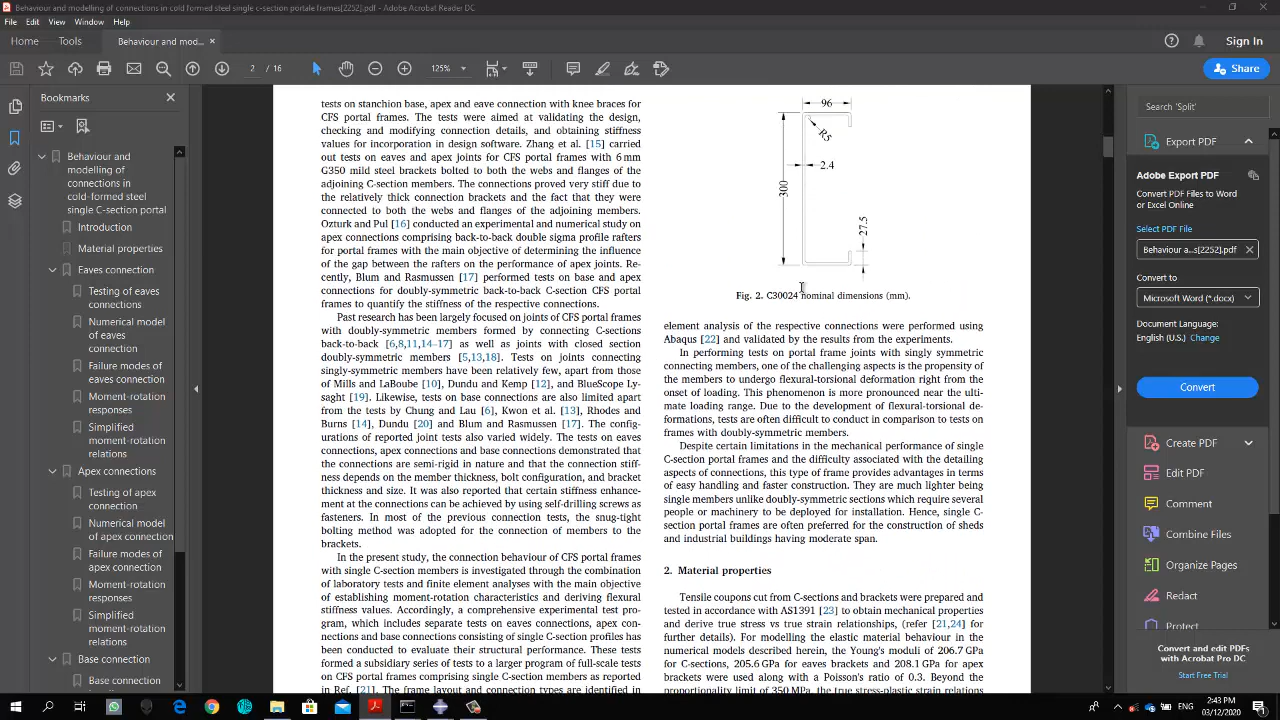 Behaviour and modelling of connections in cold formed steel single c-section portale frames[2252].pdf - Adobe Acrobat Reader DC
File Edit View Window Help
Home Tools Behaviour and mod... × Sign In
2 / 16 125% Share
Bookmarks
Behaviour and
modelling of
connections in
cold-formed steel
single C-section portal
Introduction
Material properties
Eaves connection
Testing of eaves
connections
Numerical model
of eaves connection
Failure modes of
eaves connection
Moment-rotation
responses
Simplified
moment-rotation
relations
Apex connections
Testing of apex
connections
Numerical model
of apex connection
Failure modes of
apex connection
Moment-rotation
responses
Simplified
moment-rotation
relations
Base connection
Base connection
tests on stanchion base, apex and eave connection with knee braces for
CFS portal frames. The tests were aimed at validating the design,
checking and modifying connection details, and obtaining stiffness
values for incorporation in design software. Zhang et al. [15] carried
out tests on eaves and apex joints for CFS portal frames with 6 mm
G350 mild steel brackets bolted to both the webs and flanges of the
adjoining C-section members. The connections proved very stiff due to
the relatively thick connection brackets and the fact that they were
connected to both the webs and flanges of the adjoining members.
Ozturk and Pul [16] conducted an experimental and numerical study on
apex connections comprising back-to-back double sigma profile rafters
for portal frames with the main objective of determining the influence
of the gap between the rafters on the performance of apex joints. Re-
cently, Blum and Rasmussen [17] performed tests on base and apex
connections for doubly-symmetric back-to-back C-section CFS portal
frames to quantify the stiffness of the respective connections.
Past research has been largely focused on joints of CFS portal frames
with doubly-symmetric members formed by connecting C-sections
back-to-back [6,8,11,14–17] as well as joints with closed section
doubly-symmetric members [5,13,18]. Tests on joints connecting
singly-symmetric members have been relatively few, apart from those
of Mills and LaBoube [10], Dundu and Kemp [12], and BlueScope Ly-
saght [19]. Likewise, tests on base connections are also limited apart
from the tests by Chung and Lau [6], Kwon et al. [13], Rhodes and
Burns [14], Dundu [20] and Blum and Rasmussen [17]. The config-
urations of reported joint tests also varied widely. The tests on eaves
connections, apex connections and base connections demonstrated that
the connections are semi-rigid in nature and that the connection stiff-
ness depends on the member thickness, bolt configuration, and bracket
thickness and size. It was also reported that certain stiffness enhance-
ment at the connections can be achieved by using self-drilling screws as
fasteners. In most of the previous connection tests, the snug-tight
bolting method was adopted for the connection of members to the
brackets.
In the present study, the connection behaviour of CFS portal frames
with single C-section members is investigated through the combination
of laboratory tests and finite element analyses with the main objective
of establishing moment-rotation characteristics and deriving flexural
stiffness values. Accordingly, a comprehensive experimental test pro-
gram, which includes separate tests on eaves connections, apex con-
nections and base connections consisting of single C-section profiles has
been conducted to evaluate their structural performance. These tests
formed a subsidiary series of tests to a larger program of full-scale tests
on CFS portal frames comprising single C-section members as reported
in Ref. [21]. The frame layout and connection types are identified in
96
R5
2.4
300
27.5
Fig. 2. C30024 nominal dimensions (mm).
element analysis of the respective connections were performed using
Abaqus [22] and validated by the results from the experiments.
In performing tests on portal frame joints with singly symmetric
connecting members, one of the challenging aspects is the propensity of
the members to undergo flexural-torsional deformation right from the
onset of loading. This phenomenon is more pronounced near the ulti-
mate loading range. Due to the development of flexural-torsional de-
formations, tests are often difficult to conduct in comparison to tests on
frames with doubly-symmetric members.
Despite certain limitations in the mechanical performance of single
C-section portal frames and the difficulty associated with the detailing
aspects of connections, this type of frame provides advantages in terms
of easy handling and faster construction. They are much lighter being
single members unlike doubly-symmetric sections which require several
people or machinery to be deployed for installation. Hence, single C-
section portal frames are often preferred for the construction of sheds
and industrial buildings having moderate span.
2. Material properties
Tensile coupons cut from C-sections and brackets were prepared and
tested in accordance with AS1391 [23] to obtain mechanical properties
and derive true stress vs true strain relationships, (refer [21,24] for
further details). For modelling the elastic material behaviour in the
numerical models described herein, the Young's moduli of 206.7 GPa
for C-sections, 205.6 GPa for eaves brackets and 208.1 GPa for apex
brackets were used along with a Poisson's ratio of 0.3. Beyond the
proportionality limit of 350 MPa, the true stress-plastic strain relations
Search 'Split'
Export PDF
Adobe Export PDF
Convert PDF Files to Word
or Excel Online
Select PDF File
Behaviour a...s[2252].pdf
Convert to
Microsoft Word (*.docx)
Document Language:
English (U.S.) Change
Convert
Create PDF
Edit PDF
Comment
Combine Files
Organize Pages
Redact
Protect
Convert and edit PDFs
with Acrobat Pro DC
Start Free Trial
2:43 PM
03/12/2020